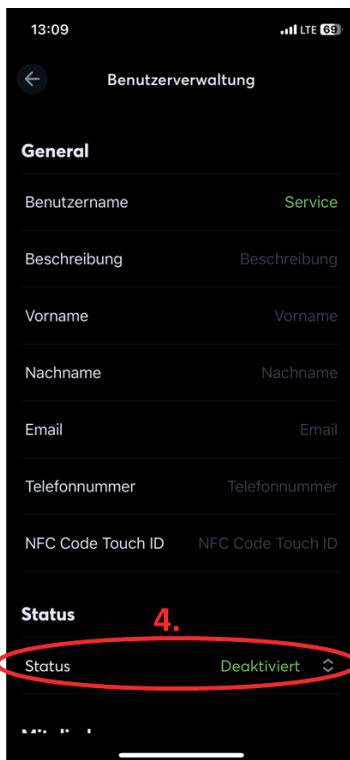 13:09 LTE 69
Benutzerverwaltung
General
Benutzername Service
Beschreibung Beschreibung
Vorname Vorname
Nachname Nachname
Email Email
Telefonnummer Telefonnummer
NFC Code Touch ID NFC Code Touch ID
Status
4.
Status Deaktiviert